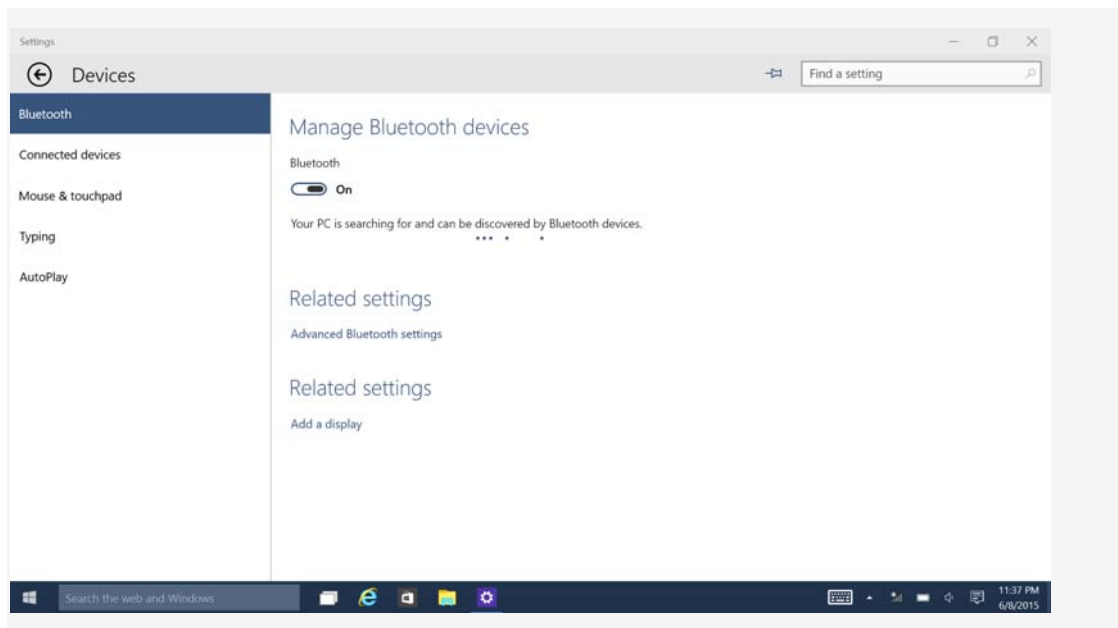 Settings
Devices
Find a setting
Bluetooth
Connected devices
Mouse & touchpad
Typing
AutoPlay
Manage Bluetooth devices
Bluetooth
On
Your PC is searching for and can be discovered by Bluetooth devices.
Related settings
Advanced Bluetooth settings
Related settings
Add a display
Search the web and Windows
11:37 PM
6/8/2015